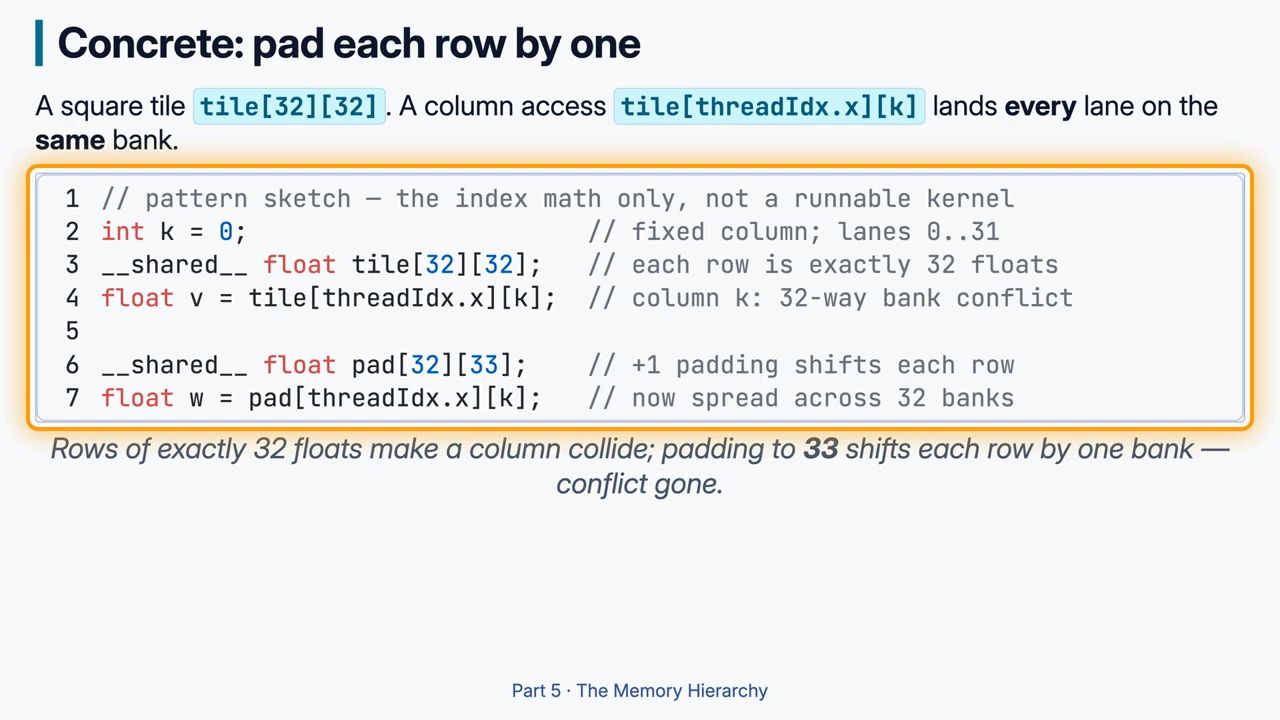 Concrete: pad each row by one
A square tile tile[32][32]. A column access tile[threadIdx.x][k] lands every lane on the
same bank.
1 // pattern sketch — the index math only, not a runnable kernel
2 int k = 0; // fixed column; lanes 0..31
3 __shared__ float tile[32][32]; // each row is exactly 32 floats
4 float v = tile[threadIdx.x][k]; // column k: 32-way bank conflict
5
6 __shared__ float pad[32][33]; // +1 padding shifts each row
7 float w = pad[threadIdx.x][k]; // now spread across 32 banks
Rows of exactly 32 floats make a column collide; padding to 33 shifts each row by one bank —
conflict gone.
Part 5 · The Memory Hierarchy